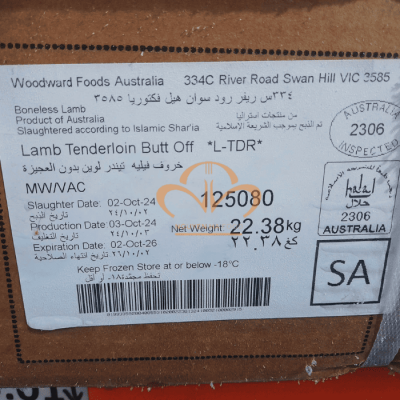 Woodward Foods Australia 334C River Road Swan Hill VIC 3585
٣٣٤س ريفر رود سوان هيل فكتوريا ٣٥٨٥
Boneless Lamb
Product of Australia من منتجات استراليا
Slaughtered according to Islamic Shar'ia تم الذبح بموجب الشريعة الإسلامية
Lamb Tenderloin Butt Off *L-TDR*
خروف فيليه تيندر لوين بدون العجيزة
MW/VAC
Slaughter Date: 02-Oct-24
تاريخ الذبح ٢٤/١٠/٠٢
Production Date 03-Oct-24
تاريخ التغليف ٢٤/١٠/٠٣
Expiration Date: 02-Oct-26
تاريخ انتهاء الصلاحية ٢٦/١٠/٠٢
125080
Net Weight: 22.38kg
٢٢.٣٨ كغ
Keep Frozen Store at or below -18°C
AUSTRALIA
2306
INSPECTED
halal
حلال
2306
AUSTRALIA
SA